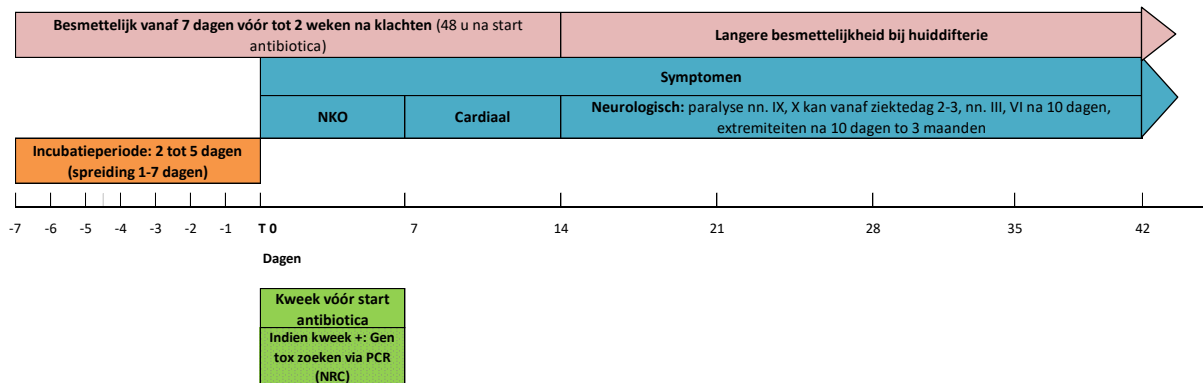 Besmettelijk vanaf 7 dagen vóór tot 2 weken na klachten (48 u na start
antibiotica)
Langere besmettelijkheid bij huiddifterie
Symptomen
NKO
Cardiaal
Neurologisch: paralyse nn. IX, X kan vanaf ziektedag 2-3, nn. III, VI na 10 dagen,
extremiteiten na 10 dagen to 3 maanden
Incubatieperiode: 2 tot 5 dagen
(spreiding 1-7 dagen)
-7 -6 -5 -4 -3 -2 -1 T 0 7 14 21 28 35 42
Dagen
Kweek vóór start
antibiotica
Indien kweek +: Gen
tox zoeken via PCR
(NRC)